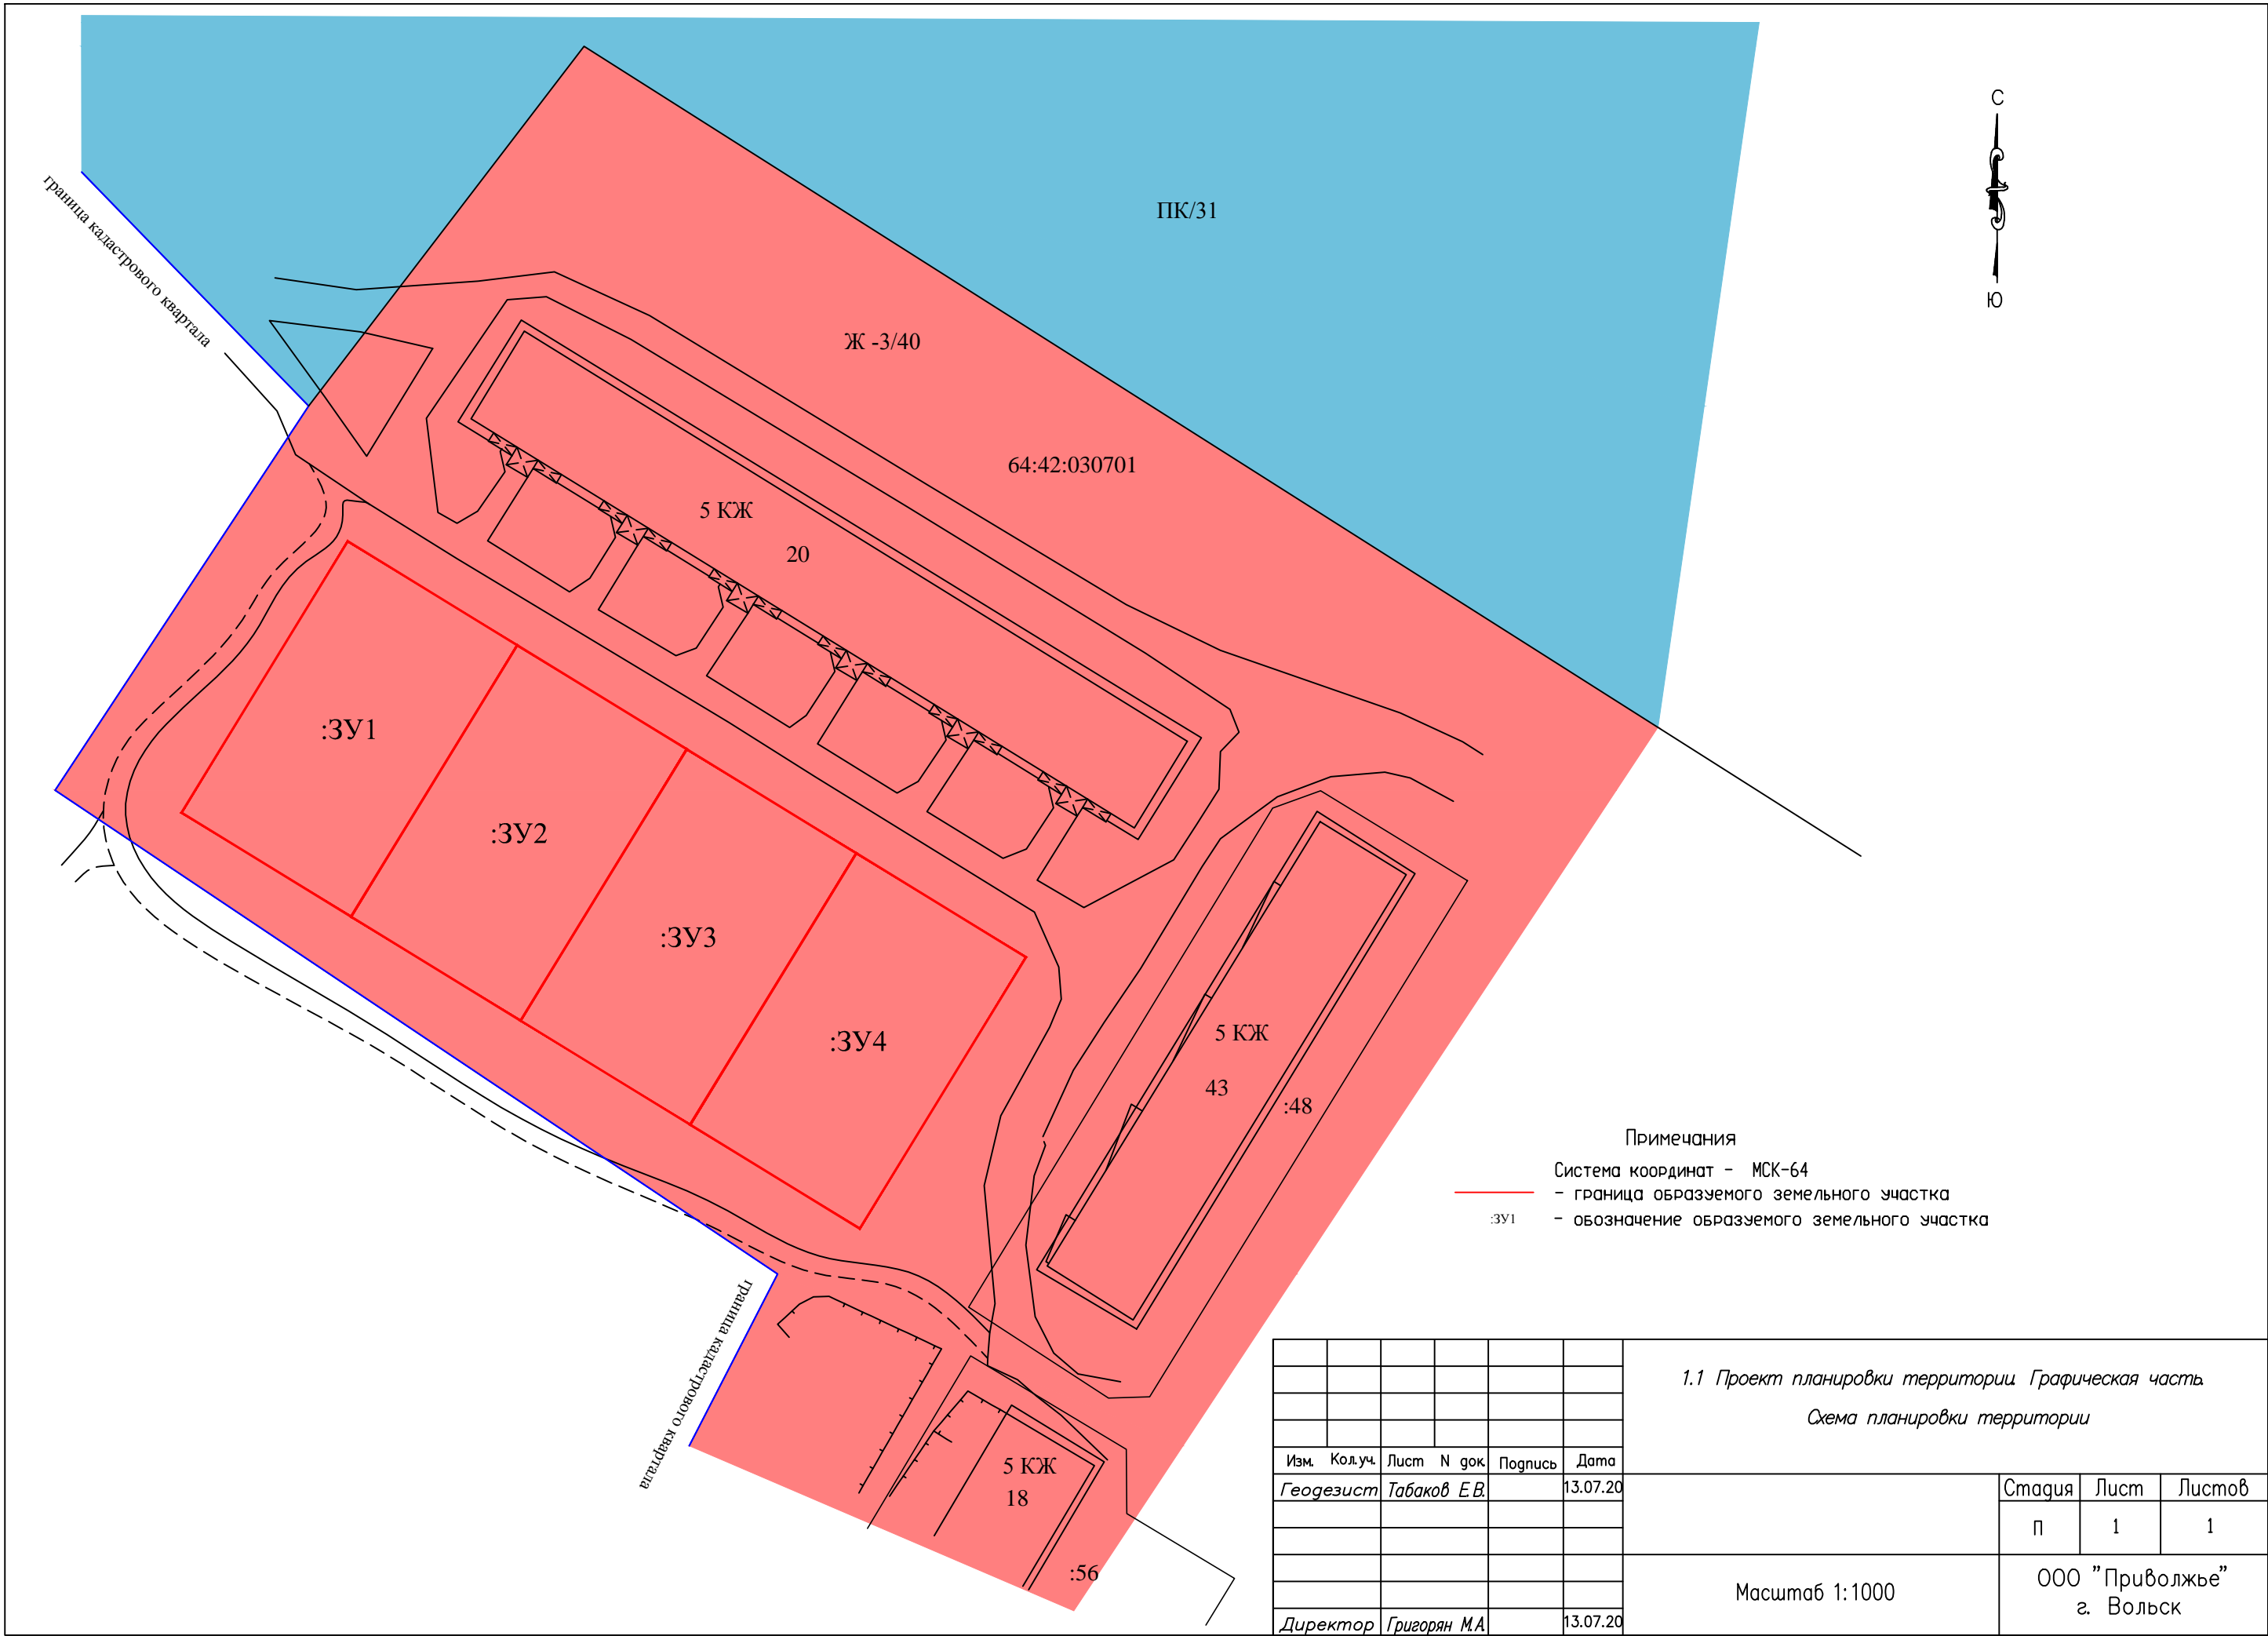 С
Ю
граница кадастрового квартала
ПК/31
Ж -3/40
64:42:030701
5 КЖ
20
:ЗУ1
:ЗУ2
:ЗУ3
:ЗУ4
5 КЖ
43
:48
граница кадастрового квартала
5 КЖ
18
:56
Примечания
Система координат - МСК-64
- граница образуемого земельного участка
:ЗУ1 - обозначение образуемого земельного участка
1.1 Проект планировки территории. Графическая часть.
Схема планировки территории
Изм. Кол.уч. Лист N док. Подпись Дата
Геодезист Табаков Е.В. 13.07.20
Стадия Лист Листов
П 1 1
Масштаб 1:1000
ООО "Приволжье"
г. Вольск
Директор Григорян М.А. 13.07.20